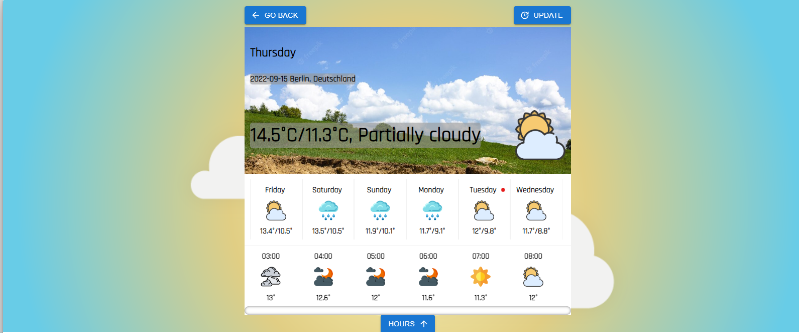 GO BACK
UPDATE
Thursday
2022-09-15 Berlin, Deutschland
14.5°C/11.3°C, Partially cloudy
Friday Saturday Sunday Monday Tuesday Wednesday
13.4°/10.5° 13.5°/10.5° 11.9°/10.1° 11.7°/9.1° 12°/9.8° 11.7°/8.8°
03:00 04:00 05:00 06:00 07:00 08:00
13° 12.6° 12° 11.6° 11.3° 12°
HOURS